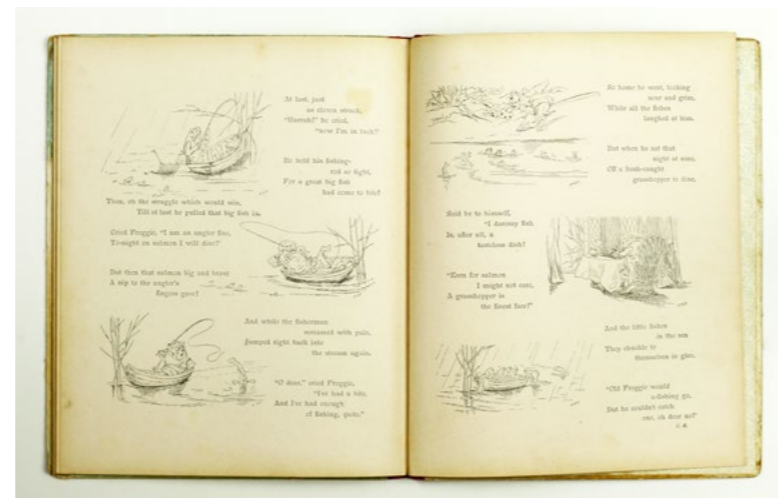 At last, just
as eleven struck,
"Hurrah!" he cried,
"now I'm in luck!"
He held his fishing-
rod so tight,
For a great big fish
had come to bite!
Then, oh the struggle which would win,
Till at last he pulled that big fish in.
Cried Froggie, "I am an angler fine,
To-night on salmon I will dine!"
But then that salmon big and brave
A nip to the angler's
fingers gave!
And while the fisherman
screamed with pain,
Jumped right back into
the stream again.
"O dear," cried Froggie,
"I've had a bite,
And I've had enough
of fishing, quite."
So home he went, looking
sour and grim,
While all the fishes
laughed at him.
But when he sat that
night at ease,
Off a
grasshopper to dine,
Said he to himself,
"I daresay fish
Is, after all, a
tasteless dish!
"Even for salmon
I might not care,
A grasshopper is
the finest fare!"
And the little fishes
in the sea
They chuckle to
themselves in glee,
"Old Froggie would
a-fishing go,
But he couldn't catch
one, oh dear no!"